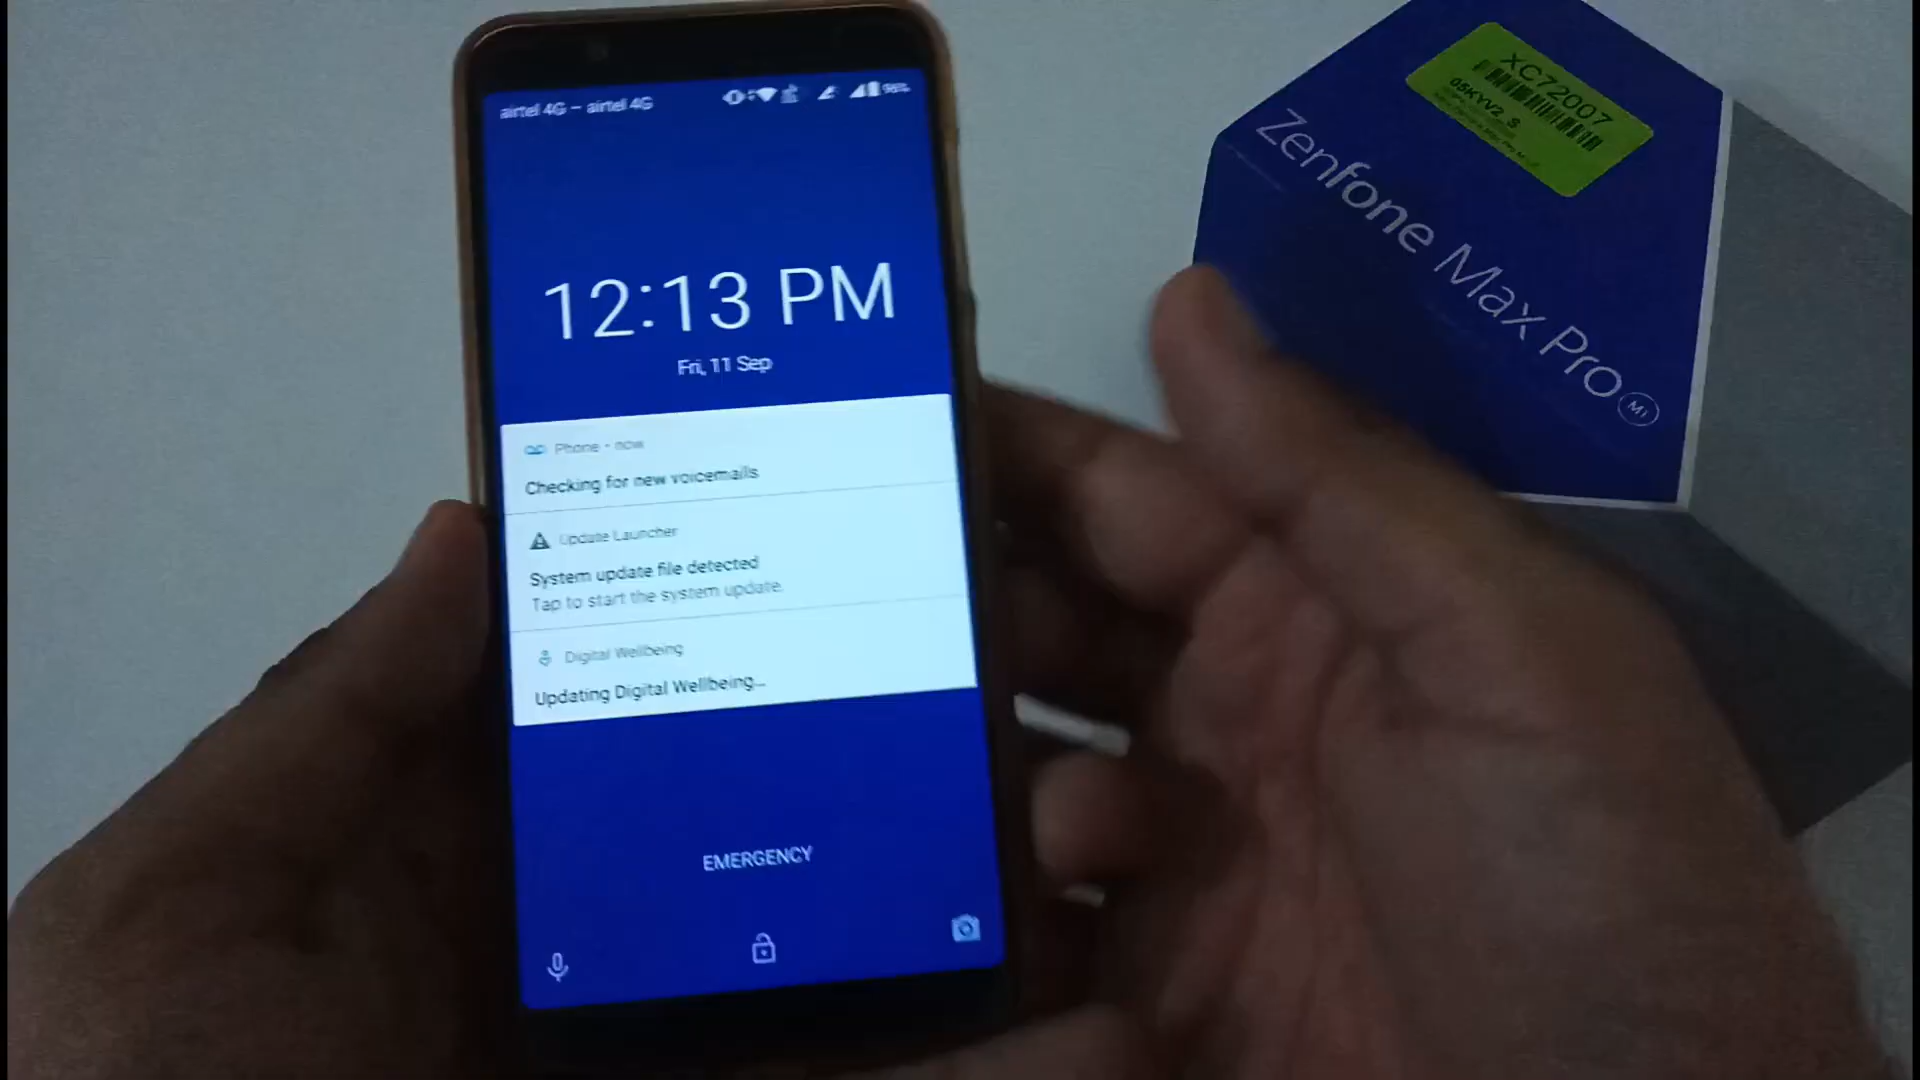 airtel 4G – airtel 4G
98%
12:13 PM
Fri, 11 Sep
Phone • now
Checking for new voicemails
Update Launcher
System update file detected
Tap to start the system update.
Digital Wellbeing
Updating Digital Wellbeing...
EMERGENCY
XC72007
05KYV2 S
Zenfone Max Pro M1